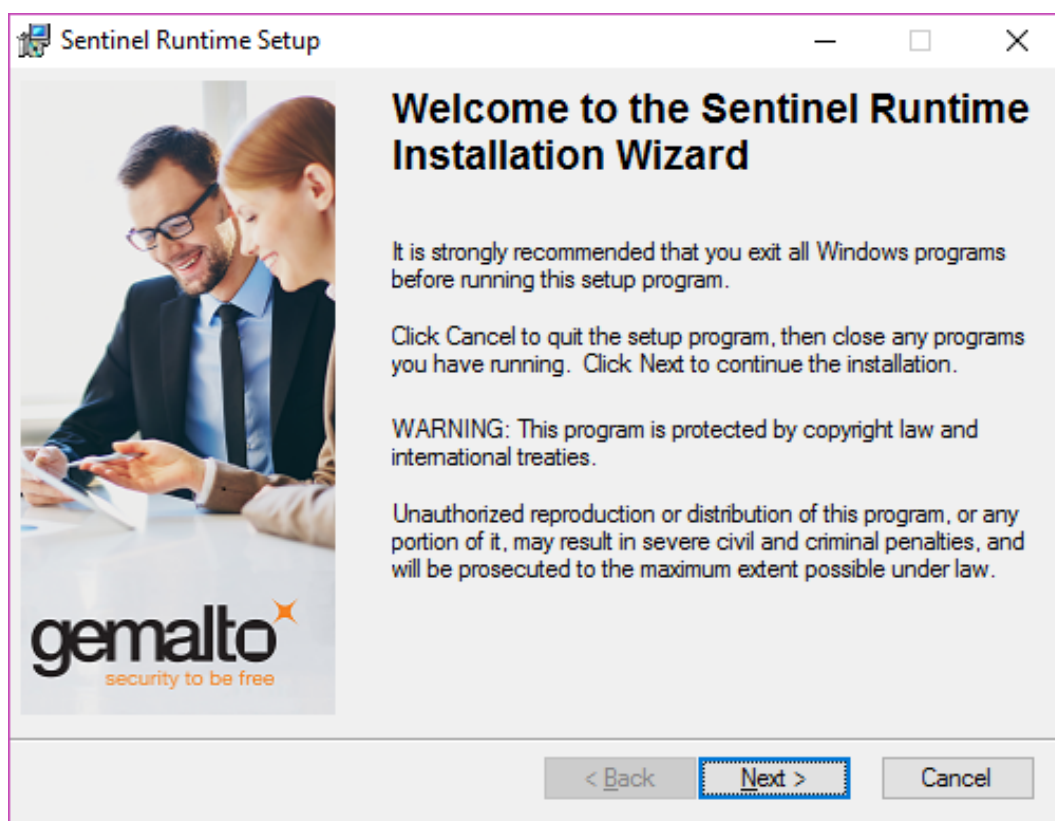 Sentinel Runtime Setup
Welcome to the Sentinel Runtime
Installation Wizard
It is strongly recommended that you exit all Windows programs
before running this setup program.
Click Cancel to quit the setup program, then close any programs
you have running.  Click Next to continue the installation.
WARNING: This program is protected by copyright law and
international treaties.
Unauthorized reproduction or distribution of this program, or any
portion of it, may result in severe civil and criminal penalties, and
will be prosecuted to the maximum extent possible under law.
gemalto
security to be free
< Back
Next >
Cancel